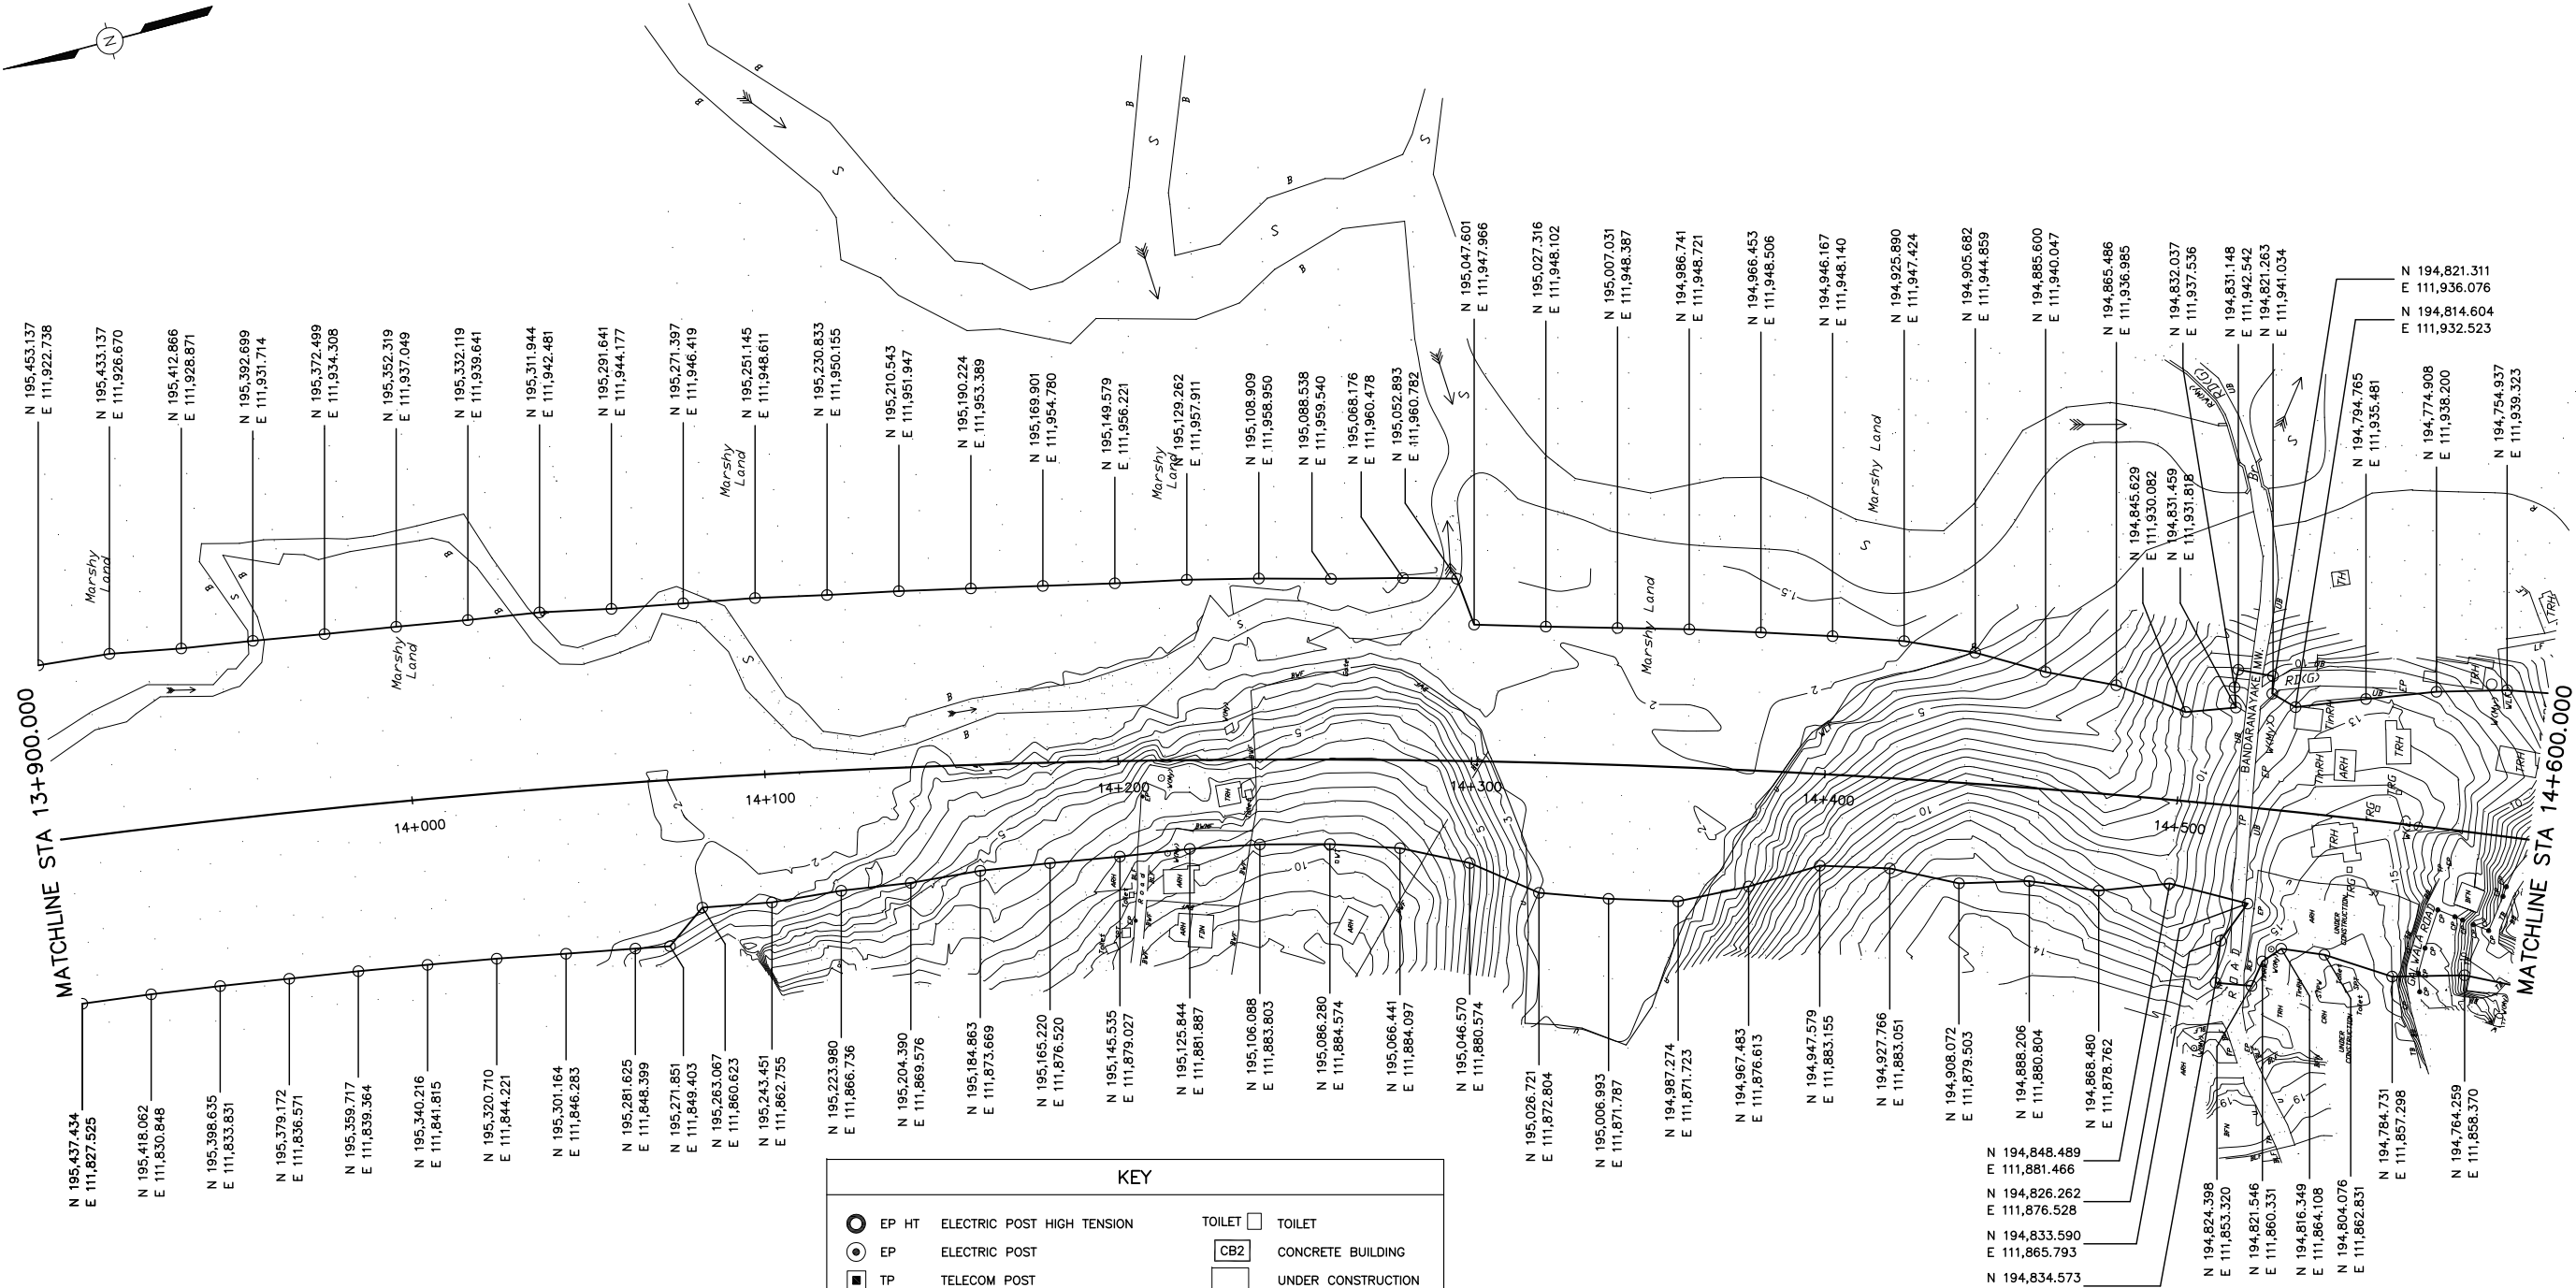 N
N 195,453.137
E 111,922.738
N 195,433.137
E 111,926.670
N 195,412.866
E 111,928.871
N 195,392.699
E 111,931.714
N 195,372.499
E 111,934.308
N 195,352.319
E 111,937.049
N 195,332.119
E 111,939.641
N 195,311.944
E 111,942.481
N 195,291.641
E 111,944.177
N 195,271.397
E 111,946.419
N 195,251.145
E 111,948.611
N 195,230.833
E 111,950.155
N 195,210.543
E 111,951.947
N 195,190.224
E 111,953.389
N 195,169.901
E 111,954.780
N 195,149.579
E 111,956.221
N 195,129.262
E 111,957.911
N 195,108.909
E 111,958.950
N 195,088.538
E 111,959.540
N 195,068.176
E 111,960.478
N 195,052.893
E 111,960.782
N 195,047.601
E 111,947.966
N 195,027.316
E 111,948.102
N 195,007.031
E 111,948.387
N 194,986.741
E 111,948.721
N 194,966.453
E 111,948.506
N 194,946.167
E 111,948.140
N 194,925.890
E 111,947.424
N 194,905.682
E 111,944.859
N 194,885.600
E 111,940.047
N 194,865.486
E 111,936.985
N 194,845.629
E 111,930.082
N 194,831.459
E 111,931.818
N 194,832.037
E 111,937.536
N 194,831.148
E 111,942.542
N 194,821.263
E 111,941.034
N 194,821.311
E 111,936.076
N 194,814.604
E 111,932.523
N 194,794.765
E 111,935.481
N 194,774.908
E 111,938.200
N 194,754.937
E 111,939.323
Marshy
Land
Marshy
Land
Marshy
Land
Marshy
Land
Marshy Land
Marshy Land
MATCHLINE STA 13+900.000
14+000
14+100
14+200
14+300
14+400
14+500
MATCHLINE STA 14+600.000
BANDARANAYAKE MW.
ROAD
GALWALA ROAD
Road
RD(G)
RD(G)
RV(My)
Br
TH
TRH
TRH
TRH
TRH
TRH
ARH
TinRH
TinRH
TRG
TRG
TRG
W(My)
W(My)
UNDER
CONSTRUCTION
UNDER
CONSTRUCTION
N 195,437.434
E 111,827.525
N 195,418.062
E 111,830.848
N 195,398.635
E 111,833.831
N 195,379.172
E 111,836.571
N 195,359.717
E 111,839.364
N 195,340.216
E 111,841.815
N 195,320.710
E 111,844.221
N 195,301.164
E 111,846.283
N 195,281.625
E 111,848.399
N 195,271.851
E 111,849.403
N 195,263.067
E 111,860.623
N 195,243.451
E 111,862.755
N 195,223.980
E 111,866.736
N 195,204.390
E 111,869.576
N 195,184.863
E 111,873.669
N 195,165.220
E 111,876.520
N 195,145.535
E 111,879.027
N 195,125.844
E 111,881.887
N 195,106.088
E 111,883.803
N 195,086.280
E 111,884.574
N 195,066.441
E 111,884.097
N 195,046.570
E 111,880.574
N 195,026.721
E 111,872.804
N 195,006.993
E 111,871.787
N 194,987.274
E 111,871.723
N 194,967.483
E 111,876.613
N 194,947.579
E 111,883.155
N 194,927.766
E 111,883.051
N 194,908.072
E 111,879.503
N 194,888.206
E 111,880.804
N 194,868.480
E 111,878.762
N 194,848.489
E 111,881.466
N 194,826.262
E 111,876.528
N 194,833.590
E 111,865.793
N 194,834.573
N 194,824.398
E 111,853.320
N 194,821.546
E 111,860.331
N 194,816.349
E 111,864.108
N 194,804.076
E 111,862.831
N 194,784.731
E 111,857.298
N 194,764.259
E 111,858.370
KEY
EP HT ELECTRIC POST HIGH TENSION
TOILET TOILET
EP ELECTRIC POST
CB2 CONCRETE BUILDING
TP TELECOM POST
UNDER CONSTRUCTION